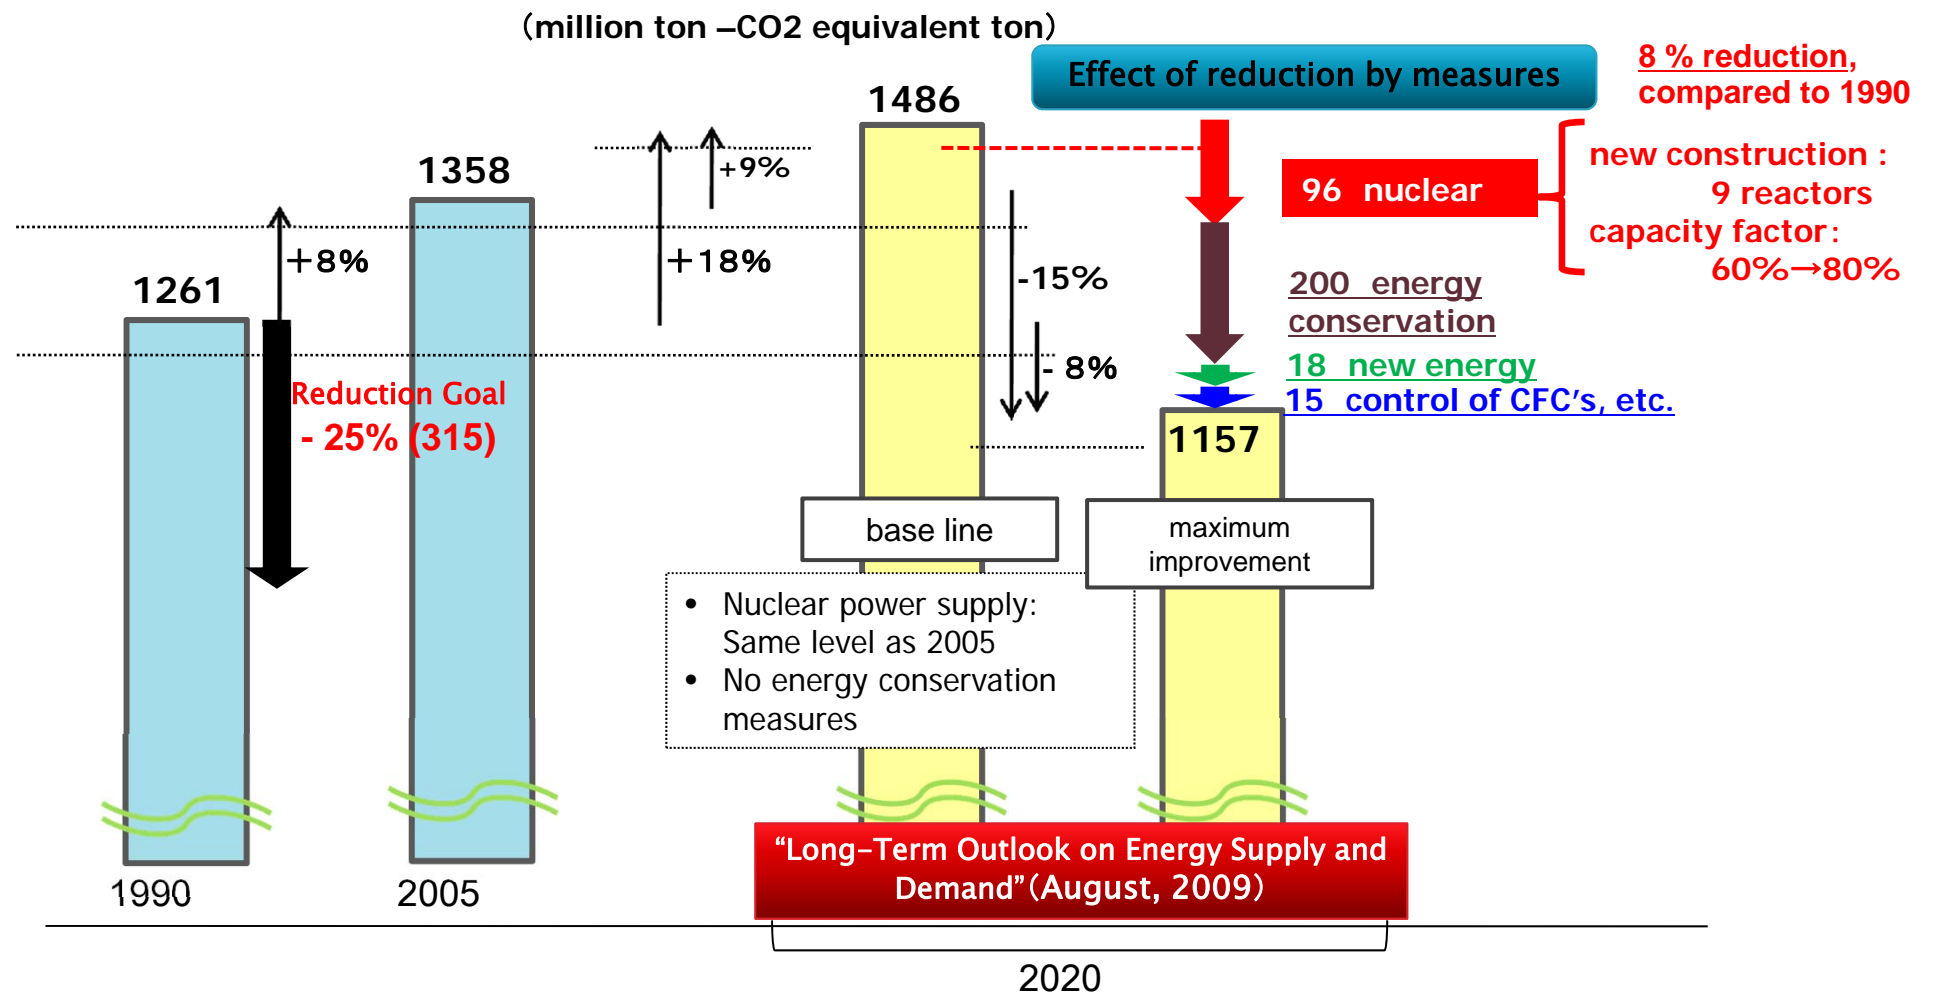 (million ton –CO2 equivalent ton)
Effect of reduction by measures
8 % reduction,
compared to 1990
1486
1358
1261
+8%
+18%
+9%
-15%
- 8%
96 nuclear
new construction :
9 reactors
capacity factor:
60%→80%
200 energy
conservation
18 new energy
15 control of CFC's, etc.
Reduction Goal
- 25% (315)
1157
base line
maximum
improvement
• Nuclear power supply:
Same level as 2005
• No energy conservation
measures
“Long-Term Outlook on Energy Supply and
Demand”(August, 2009)
1990
2005
2020